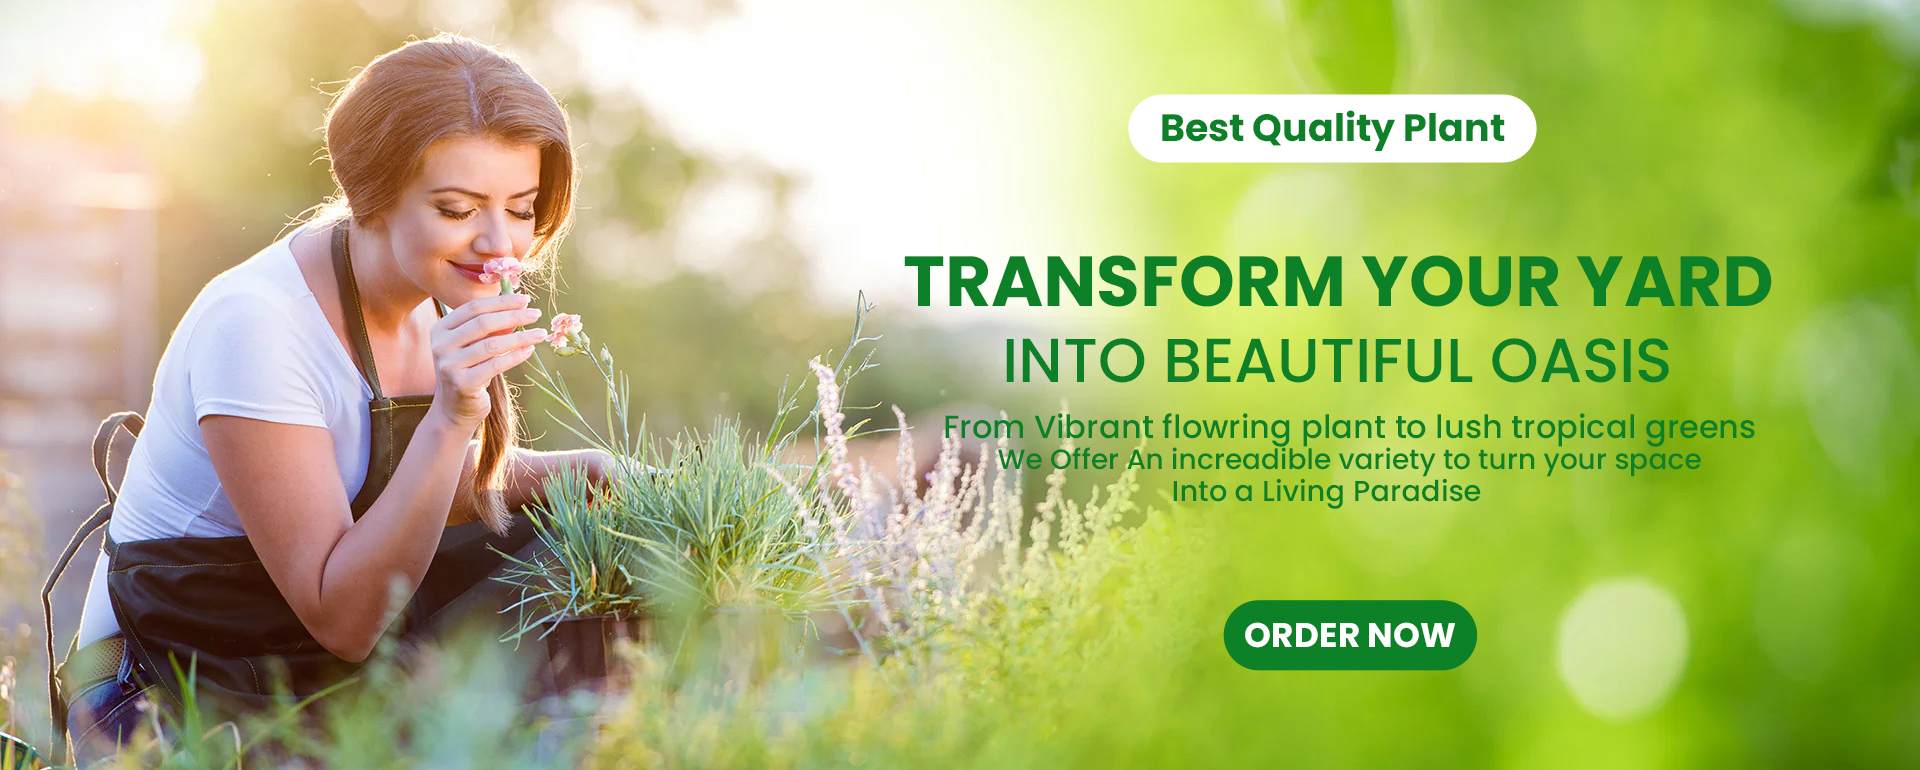 Best Quality Plant
TRANSFORM YOUR YARD
INTO BEAUTIFUL OASIS
From Vibrant flowring plant to lush tropical greens
We Offer An increadible variety to turn your space
Into a Living Paradise
ORDER NOW